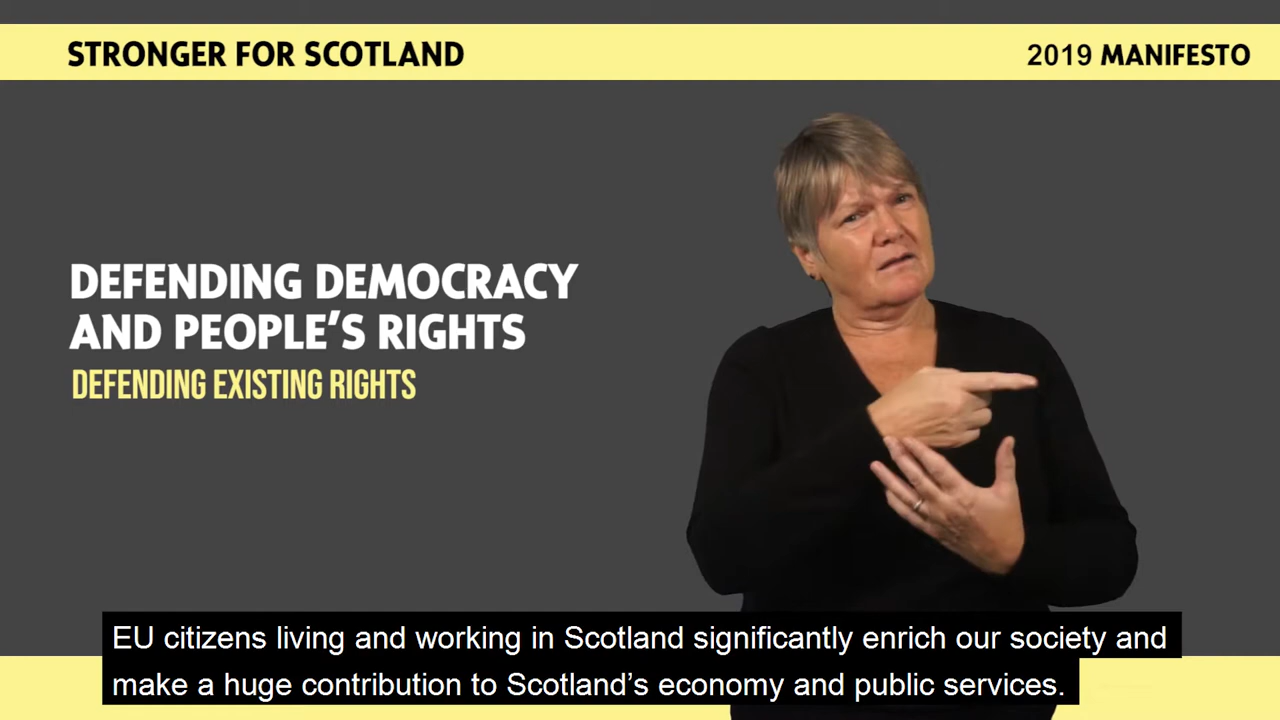 STRONGER FOR SCOTLAND
2019 MANIFESTO
DEFENDING DEMOCRACY
AND PEOPLE'S RIGHTS
DEFENDING EXISTING RIGHTS
EU citizens living and working in Scotland significantly enrich our society and
make a huge contribution to Scotland’s economy and public services.